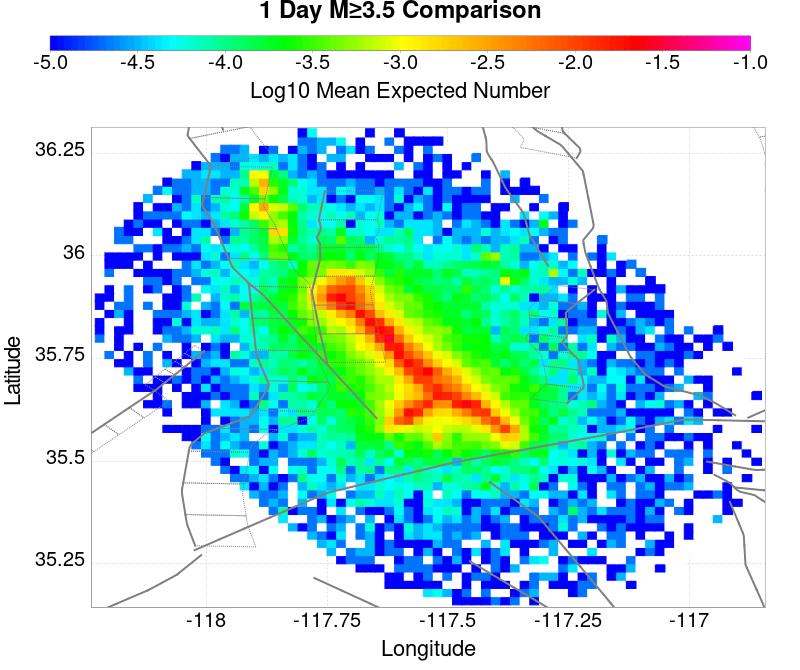 1 Day M≥3.5 Comparison
-5.0 -4.5 -4.0 -3.5 -3.0 -2.5 -2.0 -1.5 -1.0
Log10 Mean Expected Number
36.25
36
35.75
35.5
35.25
Latitude
-118 -117.75 -117.5 -117.25 -117
Longitude